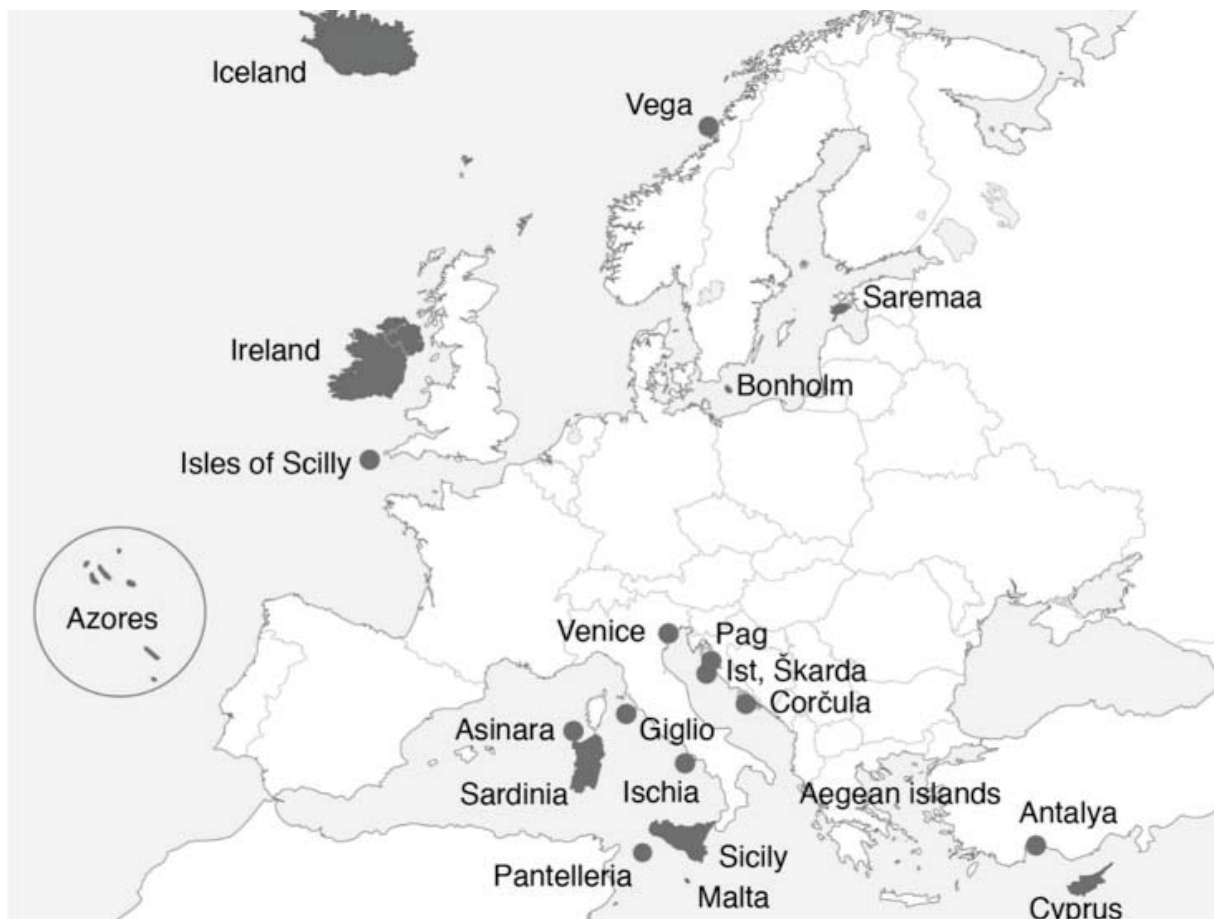 Iceland
Vega
Saremaa
Ireland
Bonholm
Isles of Scilly
Azores
Venice
Pag
Ist, Škarda
Corčula
Asinara
Giglio
Sardinia
Ischia
Aegean islands
Antalya
Sicily
Pantelleria
Malta
Cyprus